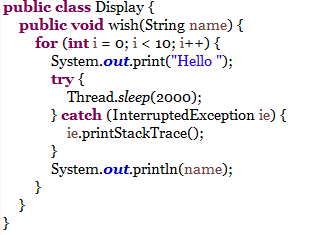 public class Display {
    public void wish(String name) {
        for (int i = 0; i < 10; i++) {
            System.out.print("Hello ");
            try {
                Thread.sleep(2000);
            } catch (InterruptedException ie) {
                ie.printStackTrace();
            }
            System.out.println(name);
        }
    }
}